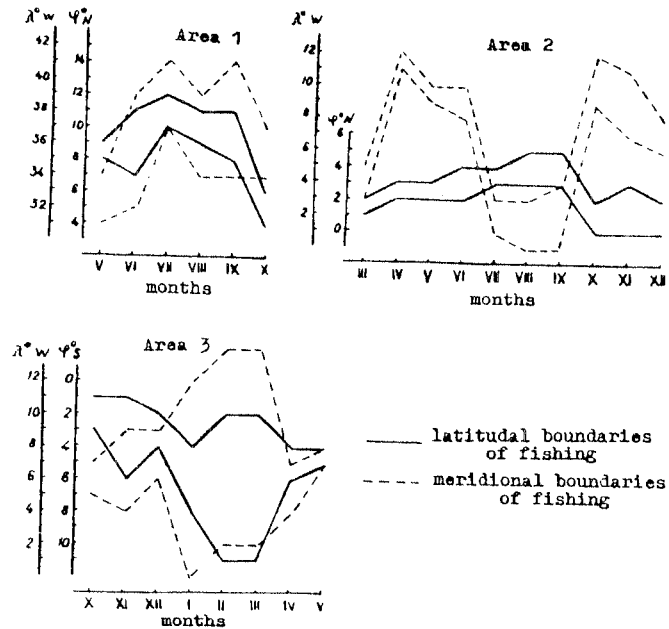 λ° W φ° N Area 1
42
40
38
36
34
32
14
12
10
8
6
4
V VI VII VIII IX X
months
λ° W Area 2
12
10
8
6
4
2
φ° N
6
4
2
0
III IV V VI VII VIII IX X XI XII
months
λ° W φ° S Area 3
12
10
8
6
4
2
0
2
4
6
8
10
X XI XII I II III IV V
months
latitudal boundaries
of fishing
meridional boundaries
of fishing